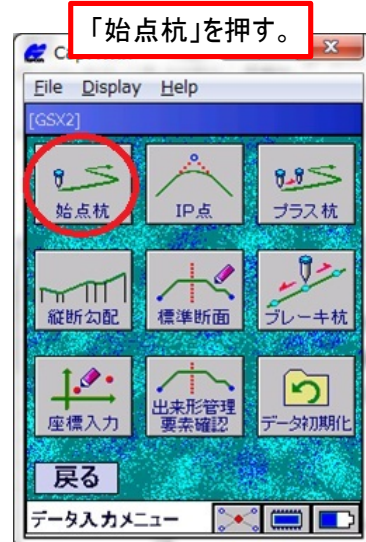 「始点杭」を押す。
File Display Help
[GSX2]
始点杭
IP点
プラス杭
縦断勾配
標準断面
ブレーキ杭
座標入力
出来形管理
要素確認
データ初期化
戻る
データ入力メニュー